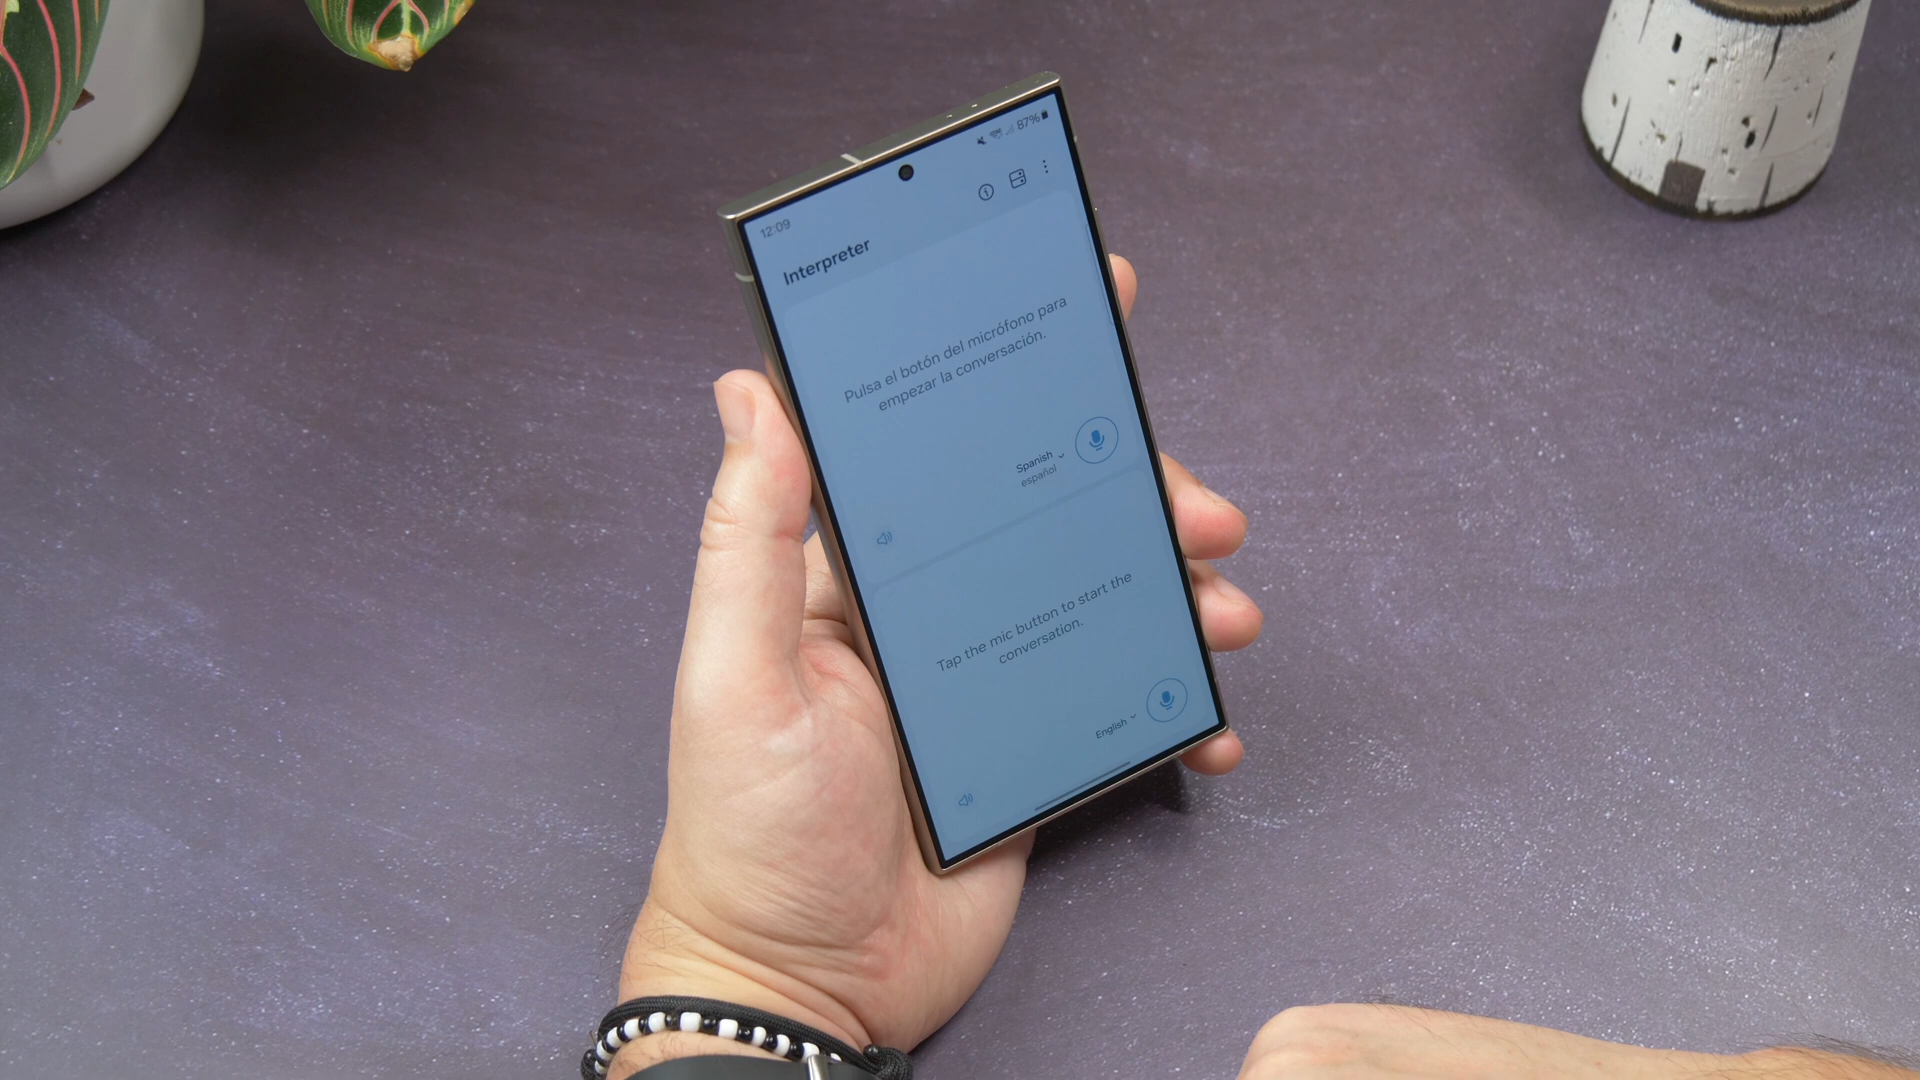 12:09
87%
Interpreter
Pulsa el botón del micrófono para
empezar la conversación.
Spanish
español
Tap the mic button to start the
conversation.
English